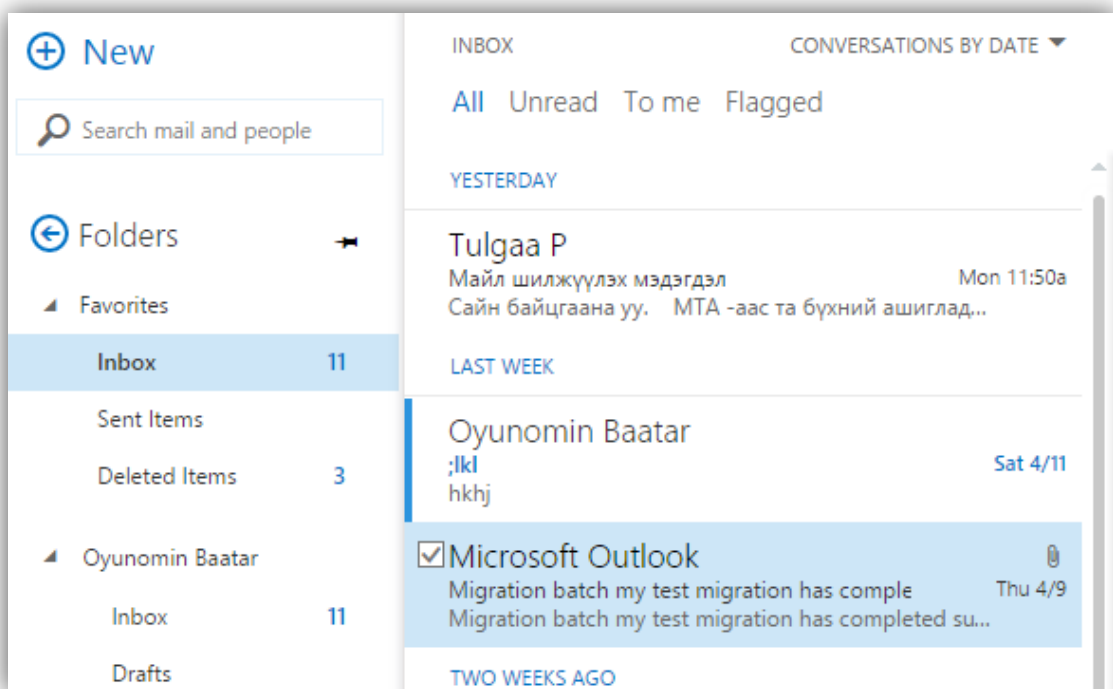 New
Search mail and people
Folders
Favorites
Inbox 11
Sent Items
Deleted Items 3
Oyunomin Baatar
Inbox 11
Drafts
INBOX CONVERSATIONS BY DATE
All Unread To me Flagged
YESTERDAY
Tulgaa P
Майл шилжүүлэх мэдэгдэл Mon 11:50a
Сайн байцгаана уу. МТА -аас та бүхний ашиглад...
LAST WEEK
Oyunomin Baatar
;lkl Sat 4/11
hkhj
Microsoft Outlook
Migration batch my test migration has comple Thu 4/9
Migration batch my test migration has completed su...
TWO WEEKS AGO